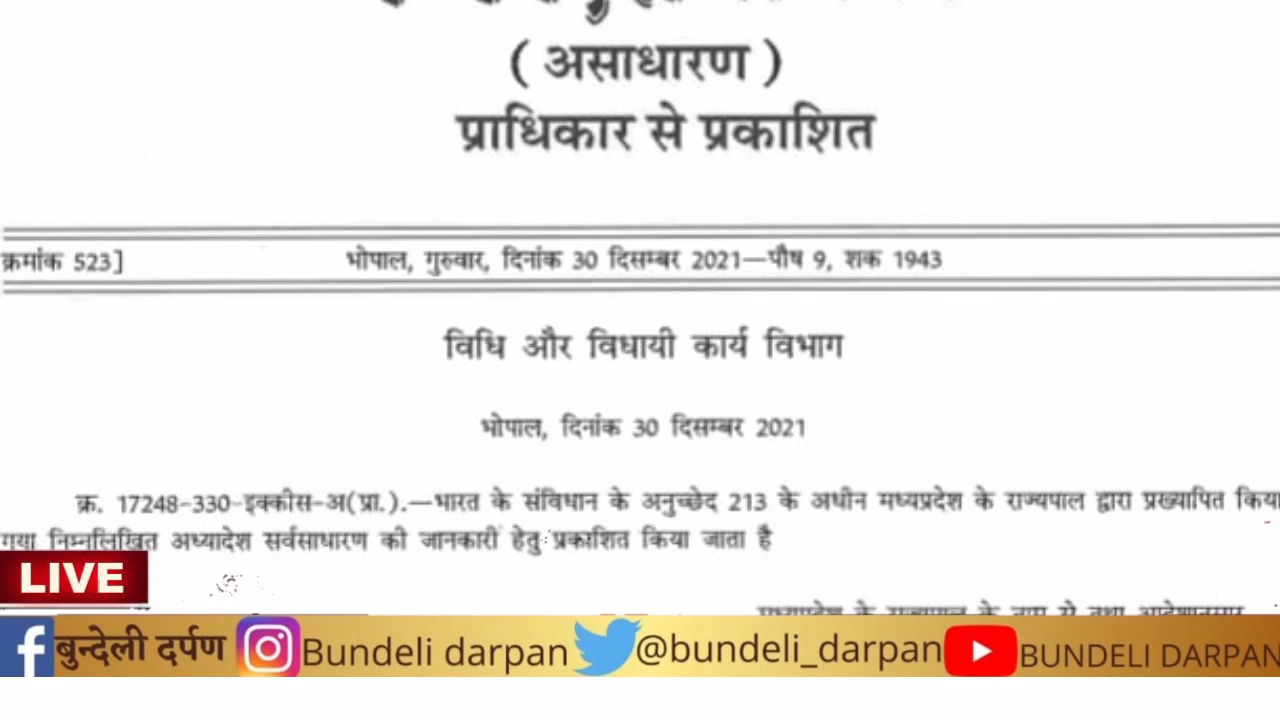 ( असाधारण )
प्राधिकार से प्रकाशित
क्रमांक 523] भोपाल, गुरुवार, दिनांक 30 दिसम्बर 2021—पौष 9, शक 1943
विधि और विधायी कार्य विभाग
भोपाल, दिनांक 30 दिसम्बर 2021
क्र. 17248-330-इक्कीस-अ(प्रा.).—भारत के संविधान के अनुच्छेद 213 के अधीन मध्यप्रदेश के राज्यपाल द्वारा प्रख्यापित किया
गया निम्नलिखित अध्यादेश सर्वसाधारण की जानकारी हेतु प्रकाशित किया जाता है
LIVE
बुन्देली दर्पण Bundeli darpan @bundeli_darpan BUNDELI DARPAN